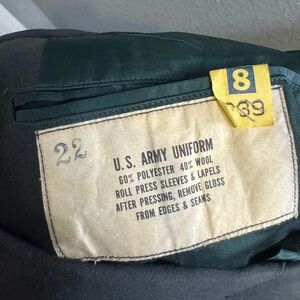 8
22
U.S. ARMY UNIFORM
60% POLYESTER 40% WOOL
ROLL PRESS SLEEVES & LAPELS
AFTER PRESSING, REMOVE GLOSS
FROM EDGES & SEAMS